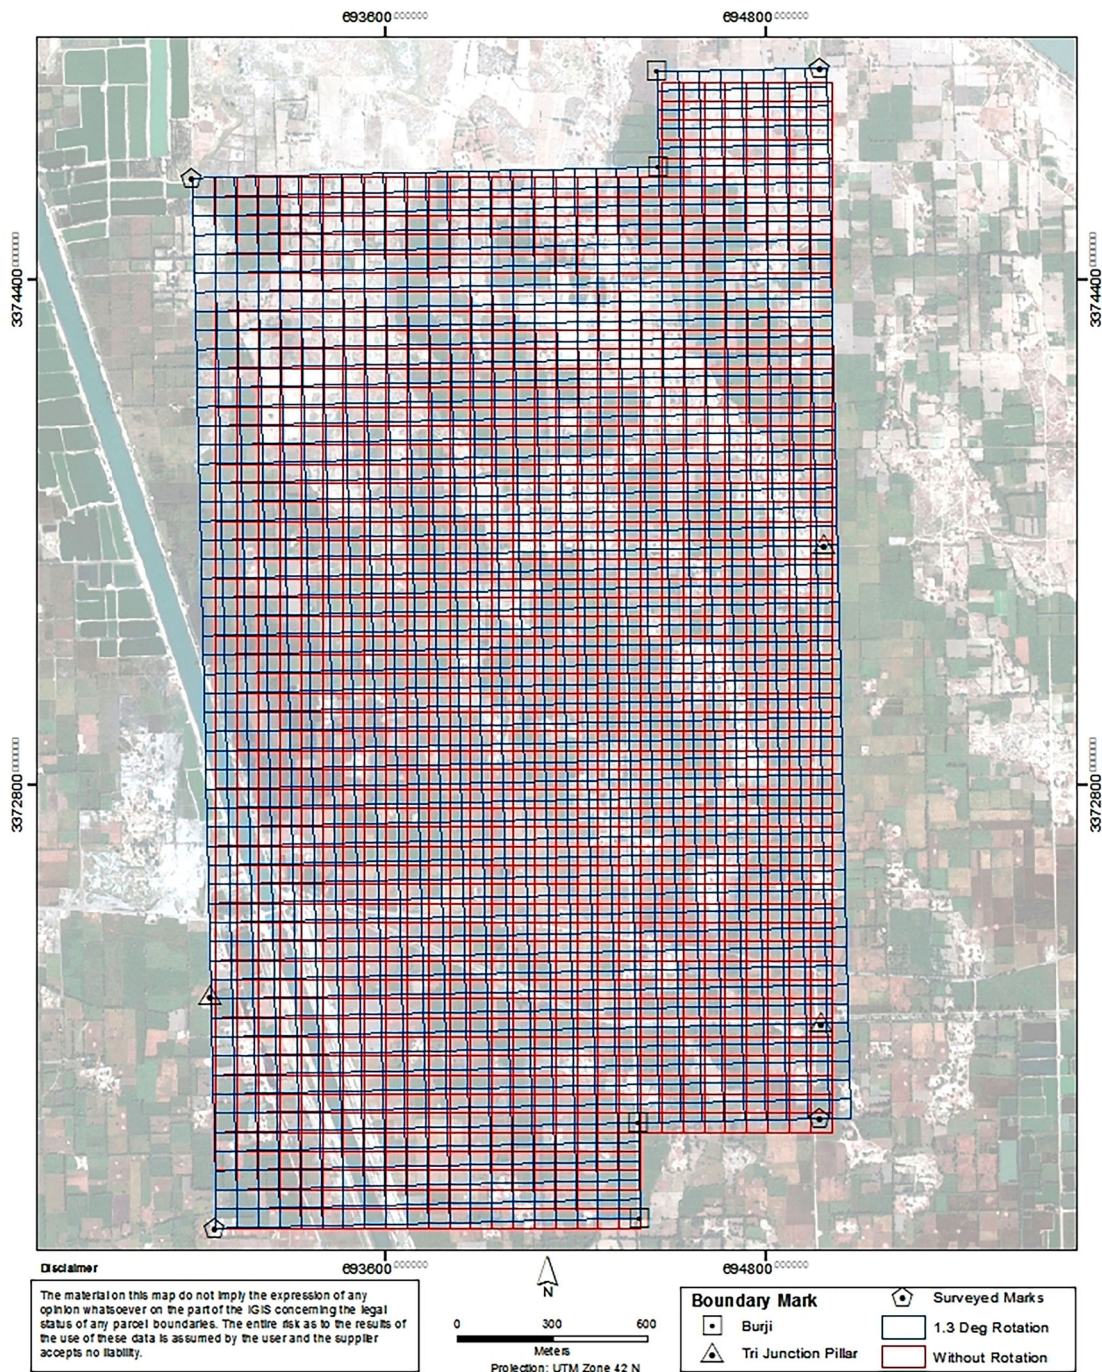 693600 694800
3374400 3374400
3372800 3372800
693600 694800
Disclaimer
The material on this map do not imply the expression of any
opinion whatsoever on the part of the IGIS concerning the legal
status of any parcel boundaries. The entire risk as to the results of
the use of these data is assumed by the user and the supplier
accepts no liability.
N
0 300 600
Meters
Projection: UTM Zone 42 N
Boundary Mark
Burji
Tri Junction Pillar
Surveyed Marks
1.3 Deg Rotation
Without Rotation